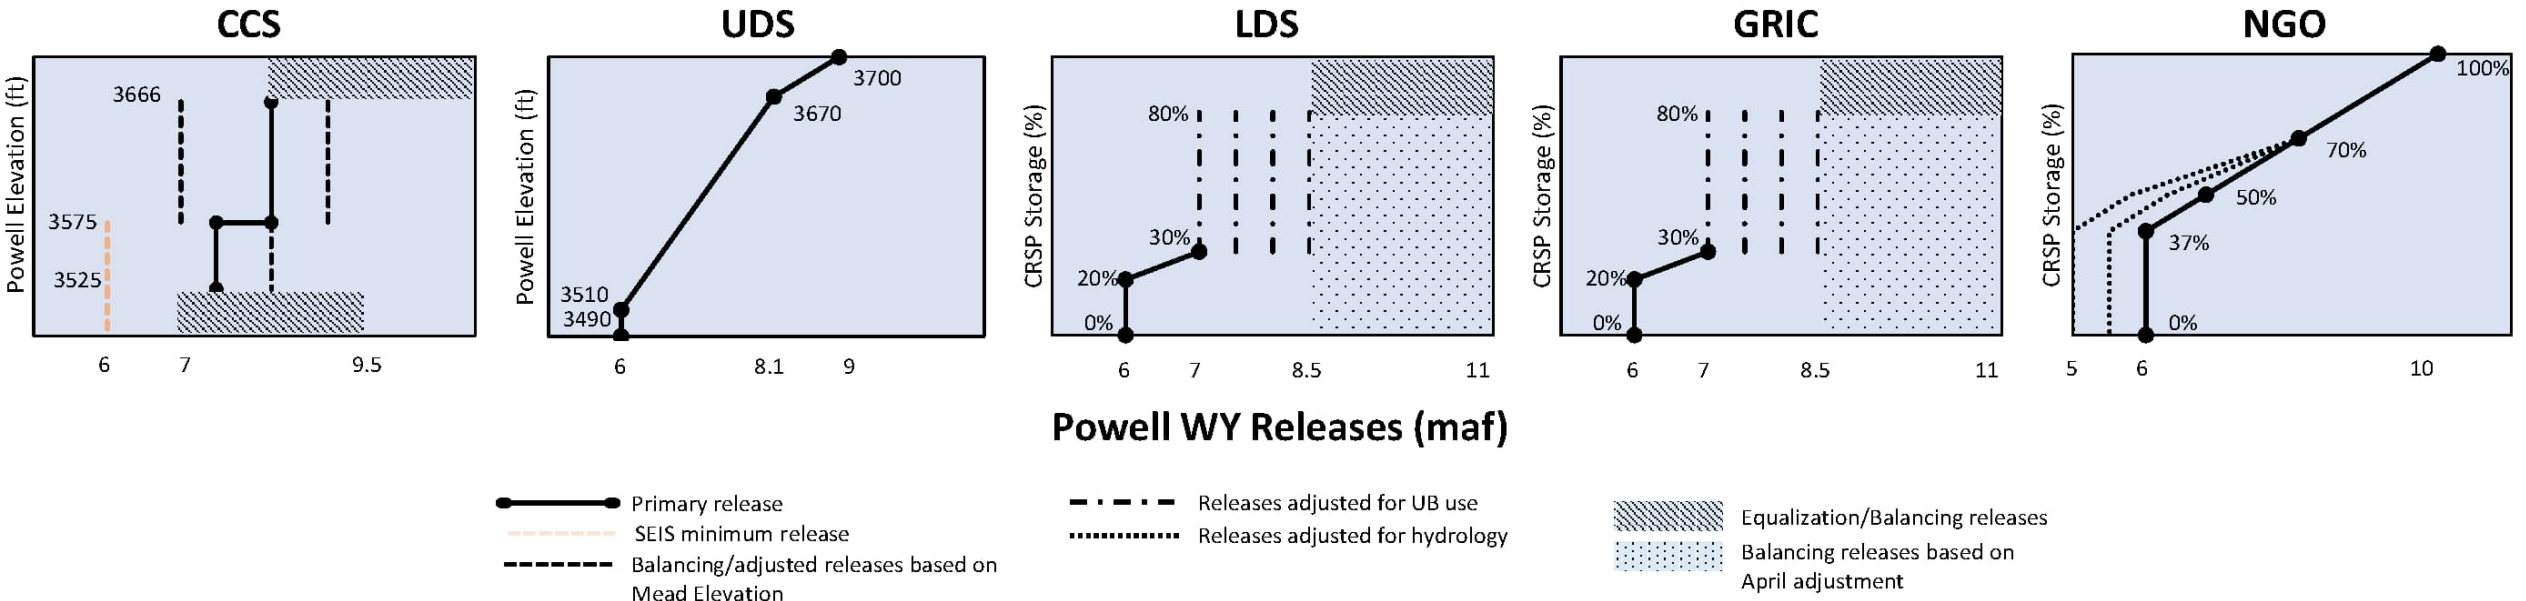 CCS
UDS
LDS
GRIC
NGO
Powell Elevation (ft)
3666
3575
3525
6
7
9.5
Powell Elevation (ft)
3700
3670
3510
3490
6
8.1
9
CRSP Storage (%)
80%
30%
20%
0%
6
7
8.5
11
CRSP Storage (%)
80%
30%
20%
0%
6
7
8.5
11
CRSP Storage (%)
100%
70%
50%
37%
0%
5
6
10
Powell WY Releases (maf)
Primary release
SEIS minimum release
Balancing/adjusted releases based on
Mead Elevation
Releases adjusted for UB use
Releases adjusted for hydrology
Equalization/Balancing releases
Balancing releases based on
April adjustment